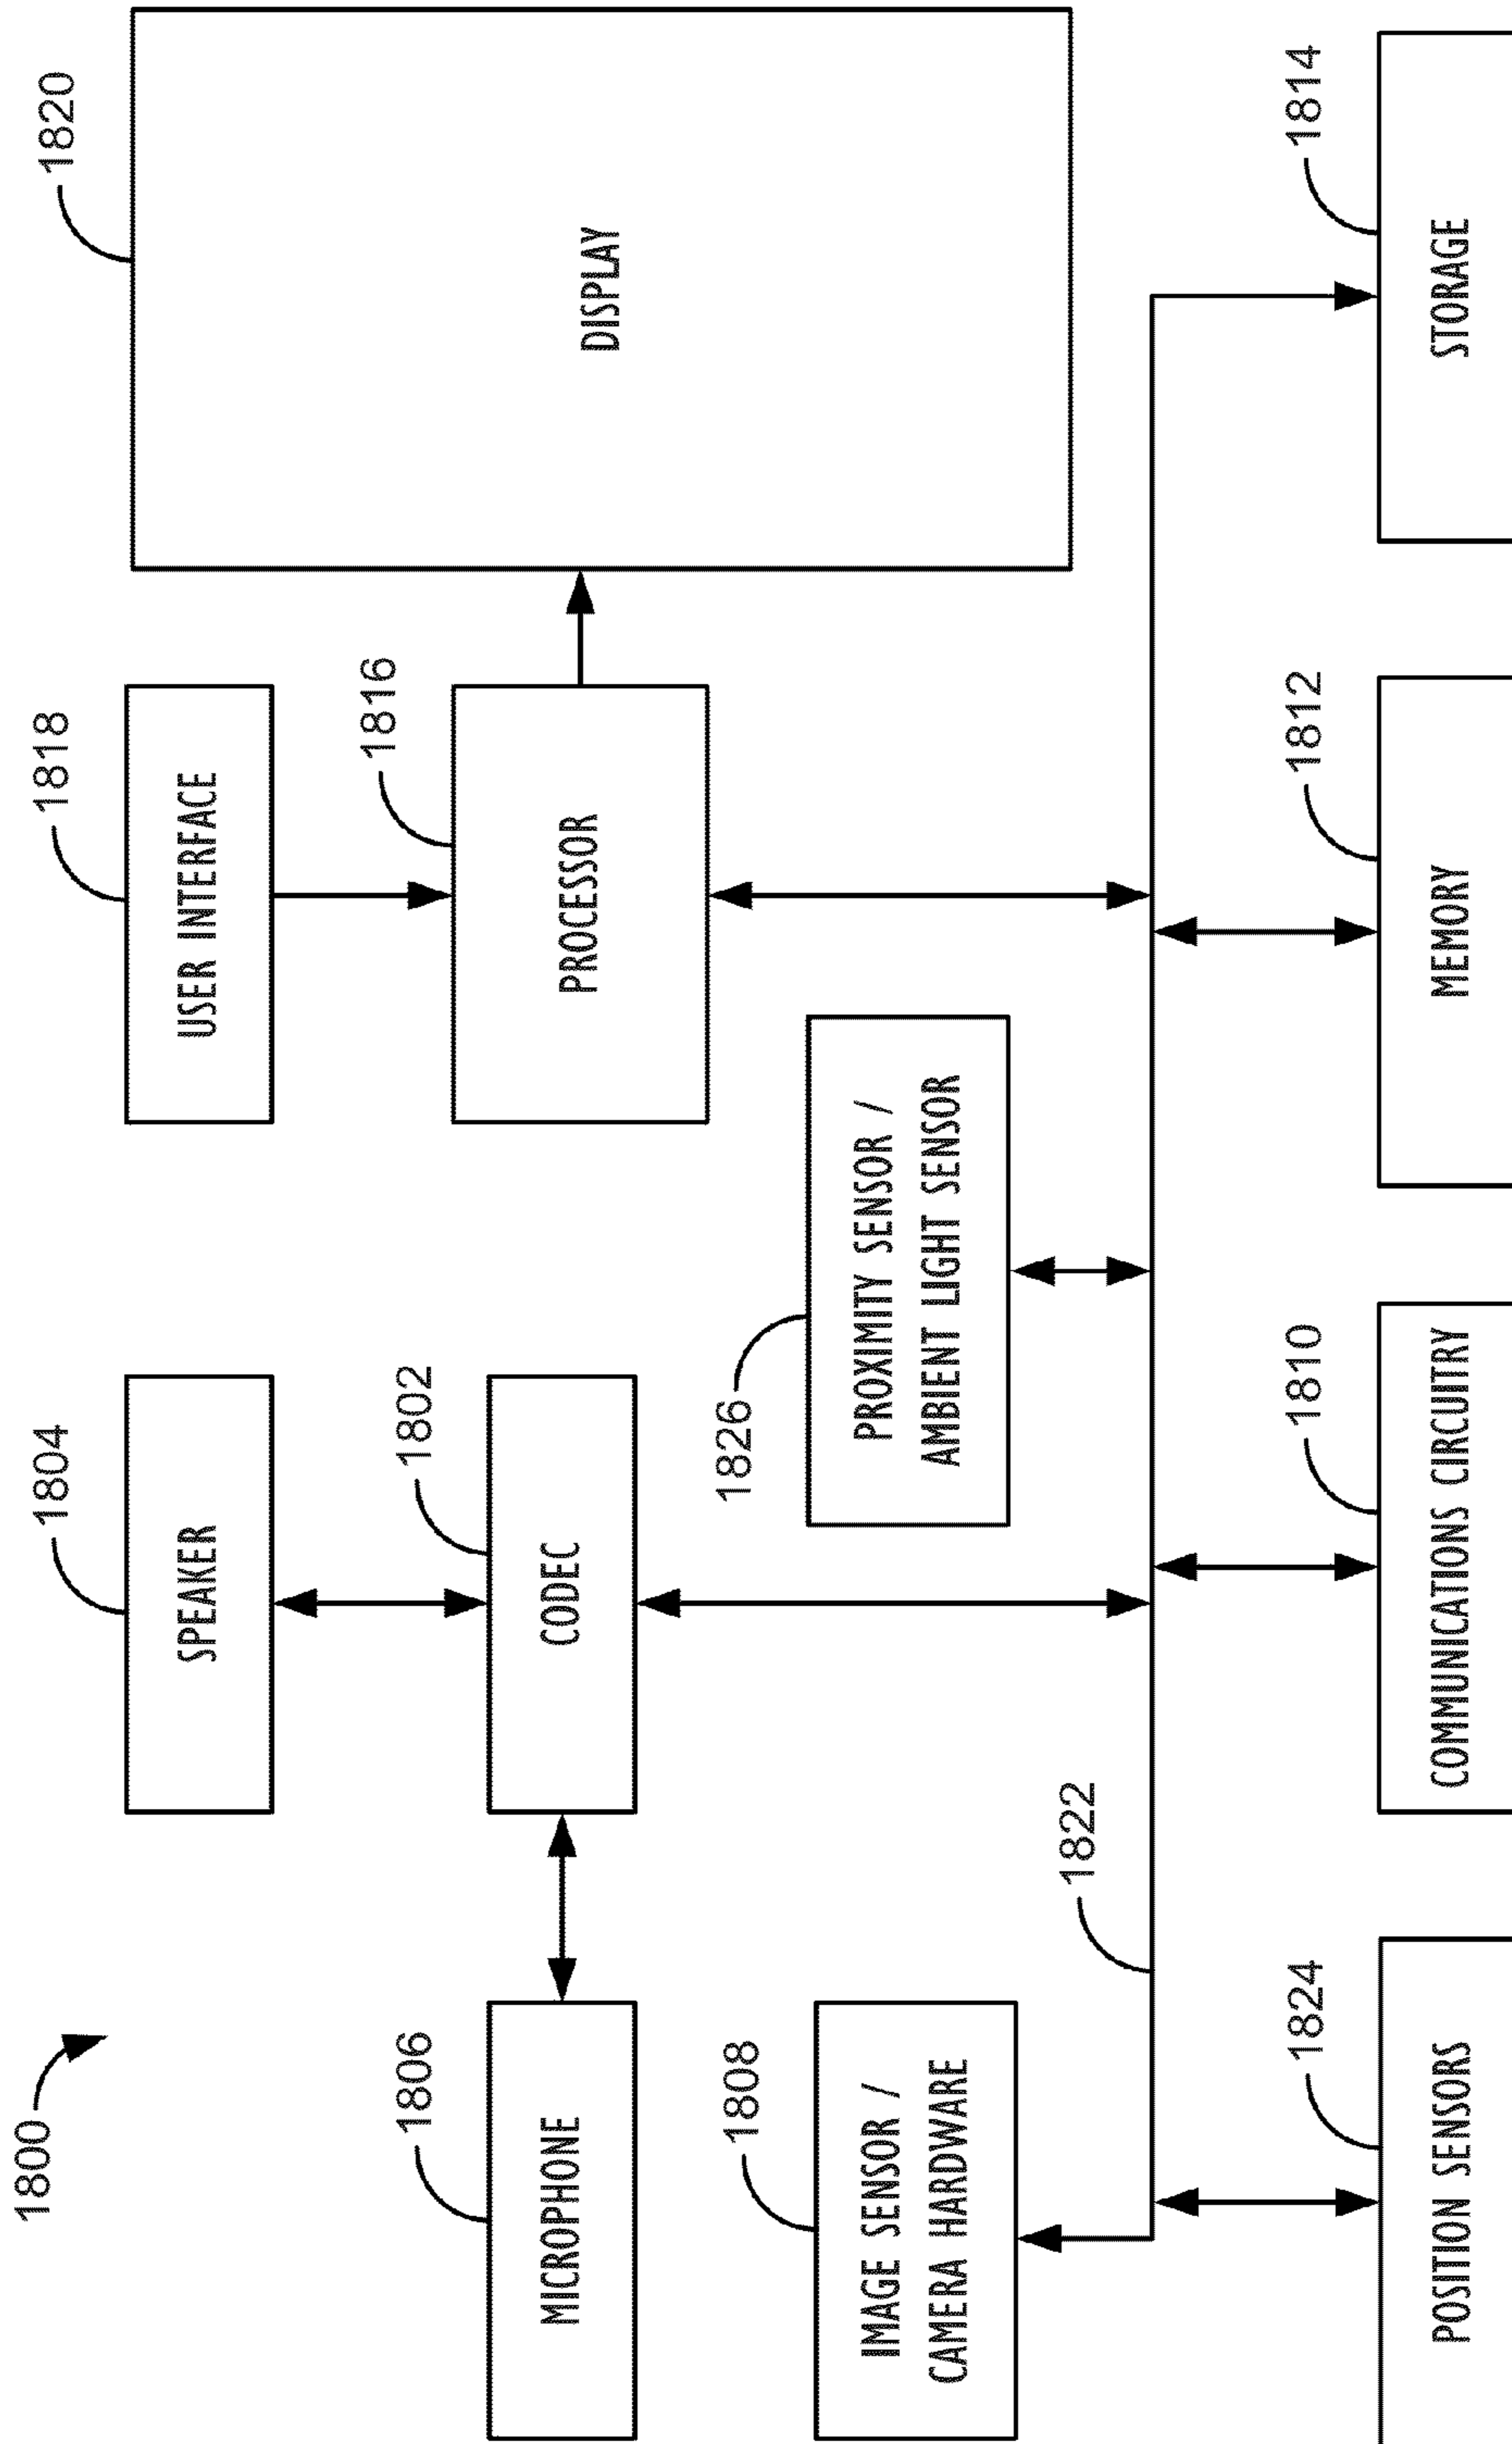 1800
1804
SPEAKER
1818
USER INTERFACE
1820
DISPLAY
1806
MICROPHONE
1802
CODEC
1816
PROCESSOR
1808
IMAGE SENSOR /
CAMERA HARDWARE
1826
PROXIMITY SENSOR /
AMBIENT LIGHT SENSOR
1822
1824
POSITION SENSORS
1810
COMMUNICATIONS CIRCUITRY
1812
MEMORY
1814
STORAGE